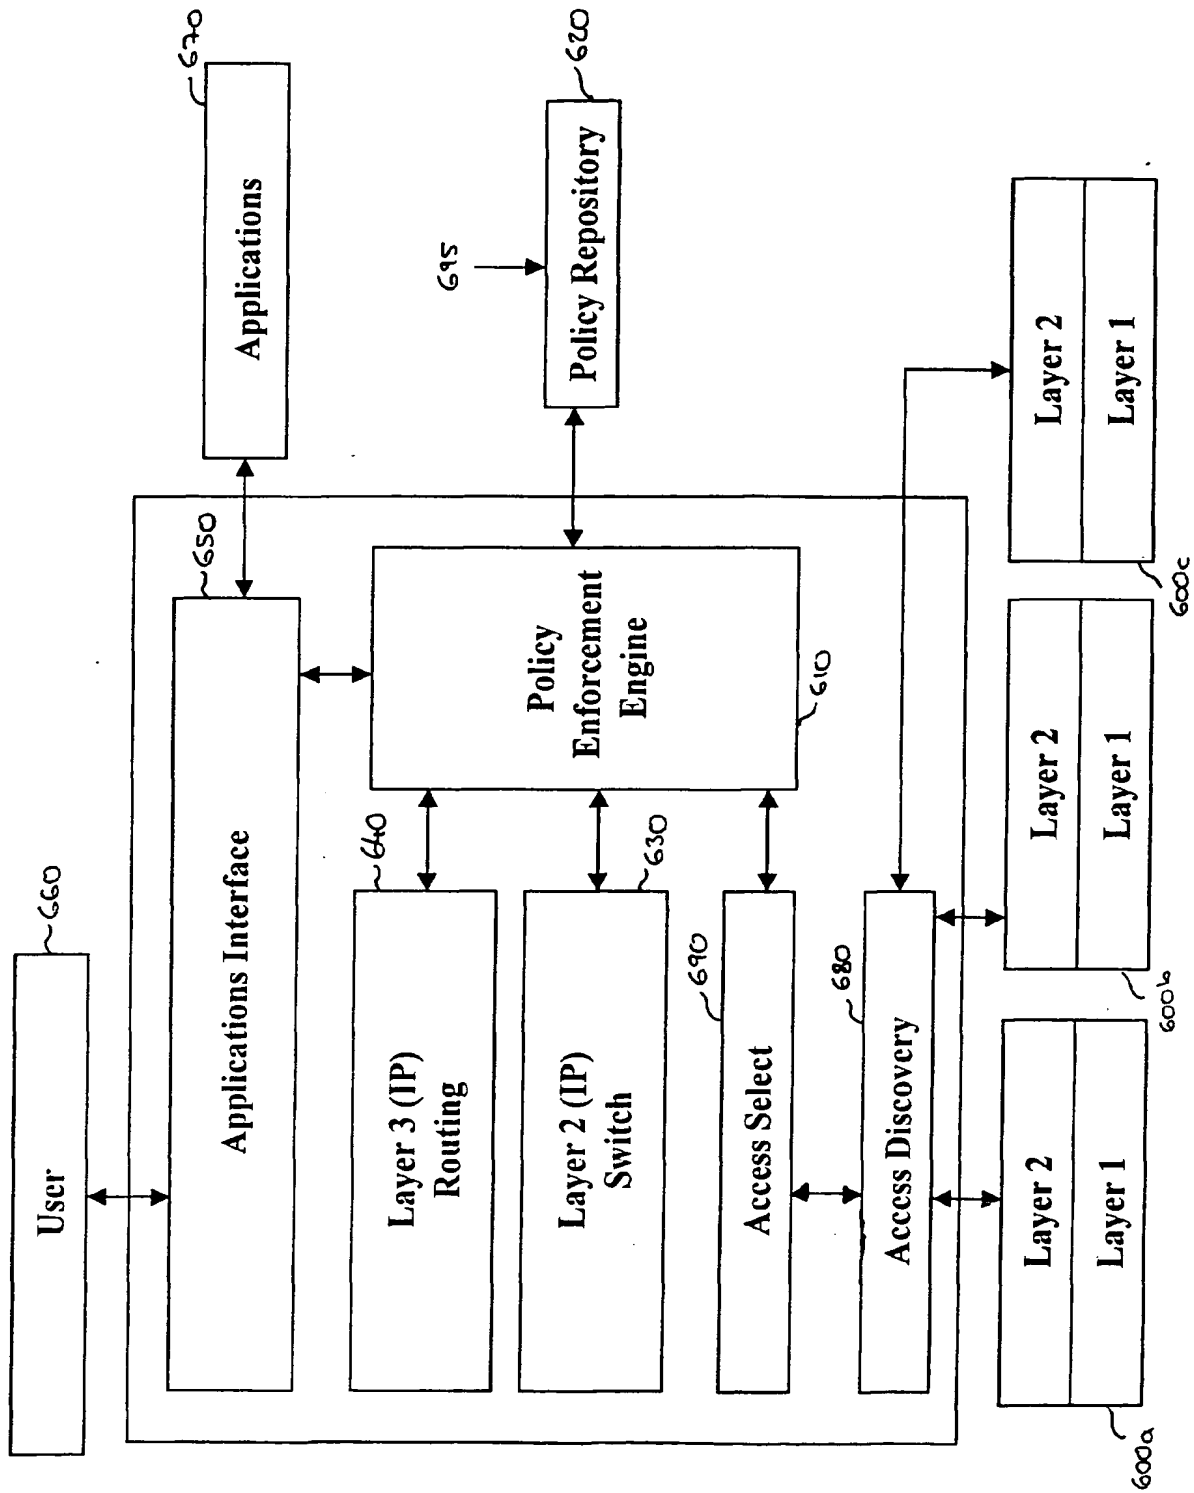 User
660
Applications Interface
650
Applications
670
Layer 3 (IP)
Routing
640
Layer 2 (IP)
Switch
630
Policy
Enforcement
Engine
610
695
Policy Repository
620
Access Select
690
Access Discovery
680
Layer 2
Layer 1
600a
Layer 2
Layer 1
600b
Layer 2
Layer 1
600c